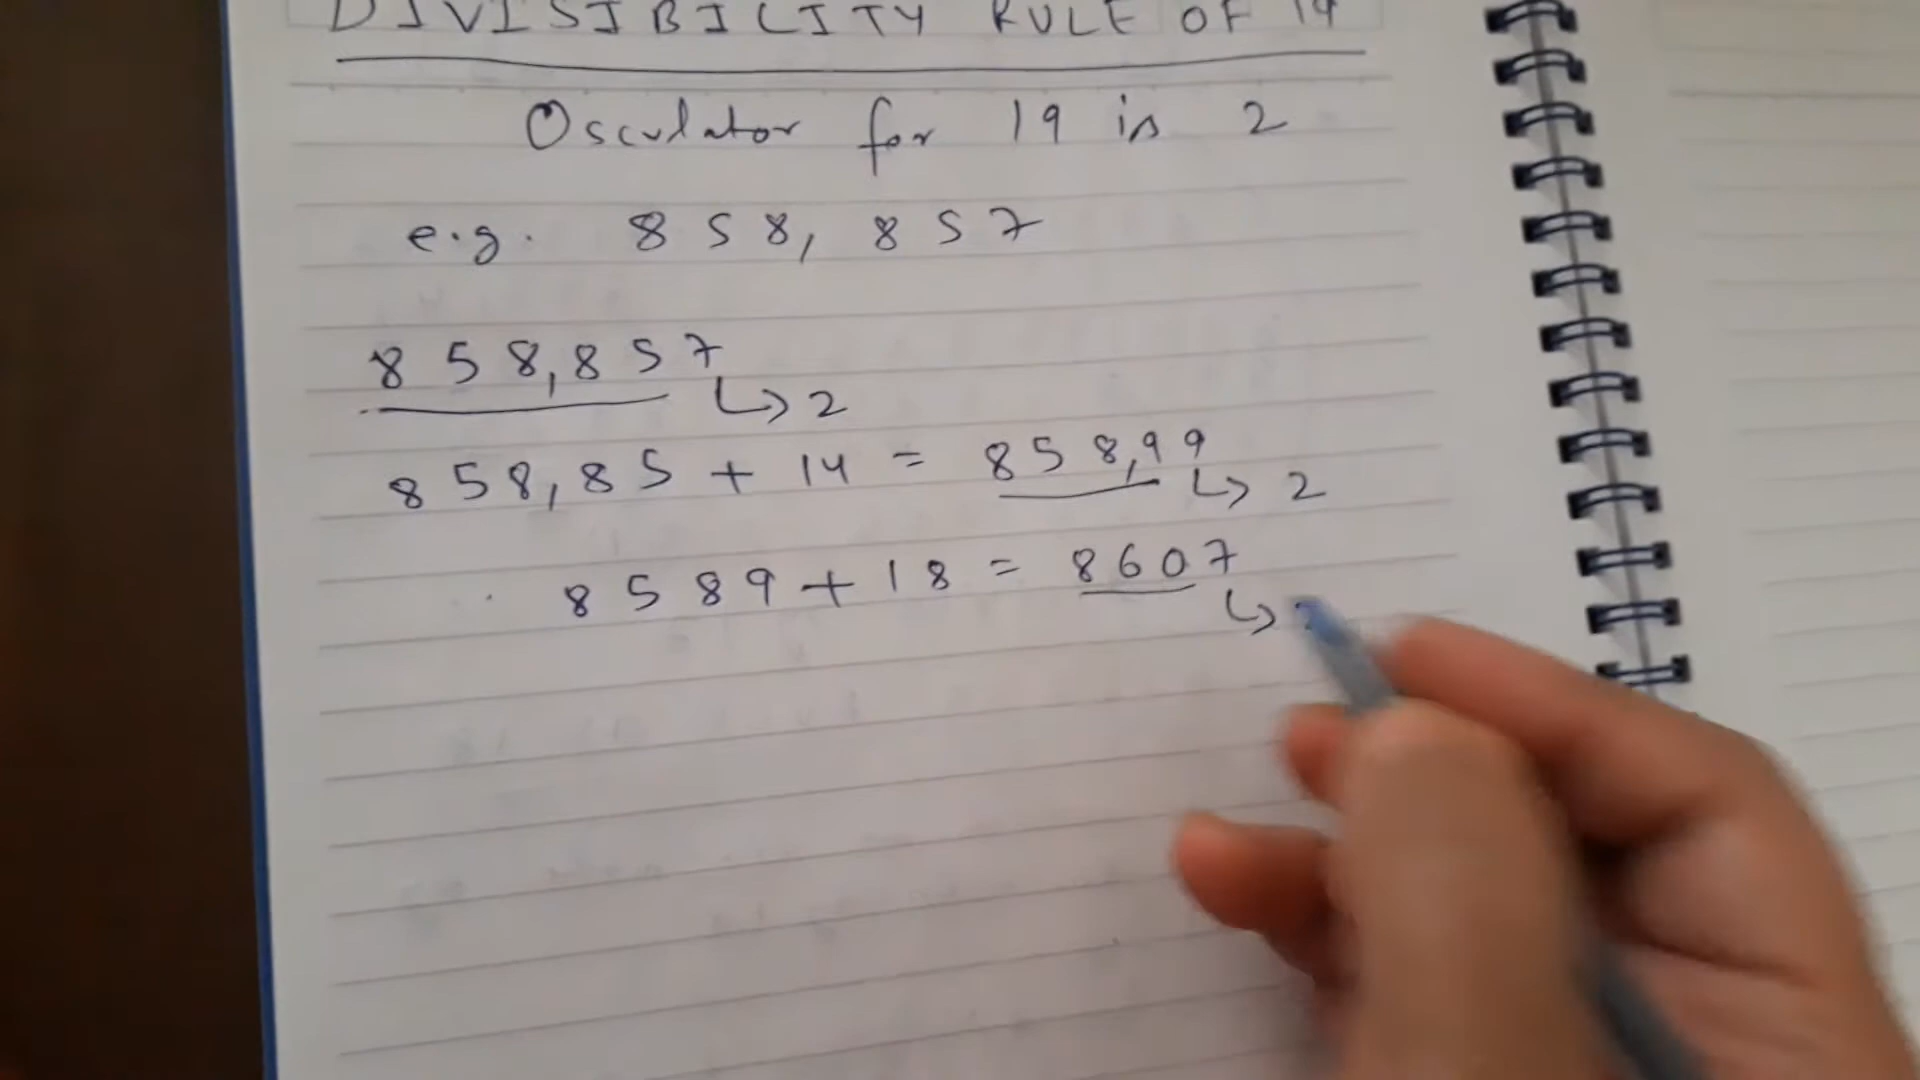 DIVISIBILITY RULE OF 19
Osculator for 19 is 2
e.g. 858,857
858,857
↳ 2
858,85 + 14 = 858,99
↳ 2
8589 + 18 = 8607
↳